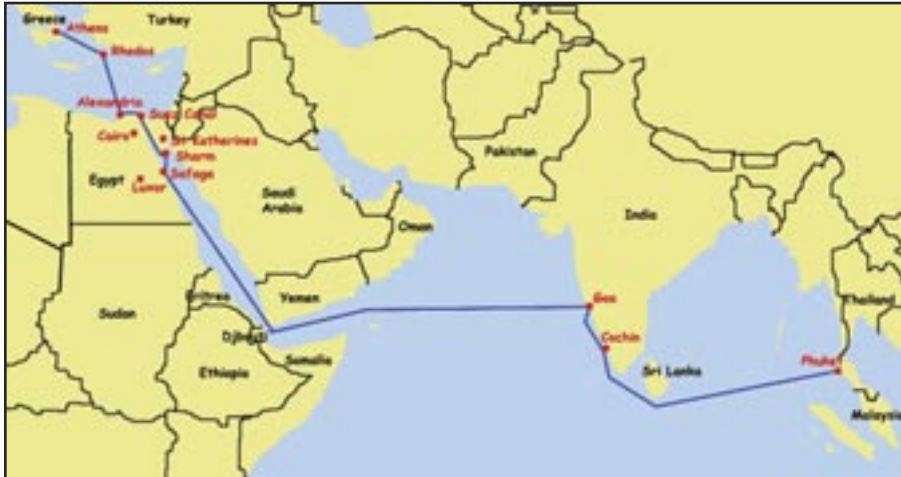 Greece
Athens
Turkey
Rhodos
Alexandria
Suez Canal
Cairo
St Katherines
Sharm
Egypt
Luxor
Safaga
Saudi
Arabia
Pakistan
India
Oman
Eritrea
Yemen
Sudan
Djibouti
Somalia
Ethiopia
Goa
Cochin
Sri Lanka
Thailand
Phuket
Malaysia